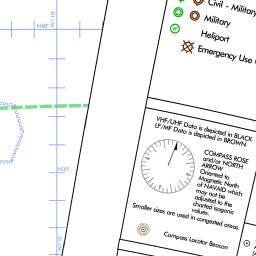 Civil - Military
Military
Heliport
H
Emergency Use
VHF/UHF Data is depicted in BLACK
LF/MF Data is depicted in BROWN
COMPASS ROSE
and/or NORTH
ARROW
Oriented to
Magnetic North
of NAVAID which
may not be
adjusted to the
charted isogonic
values.
Smaller sizes are used in congested areas.
Compass Locator Beacon